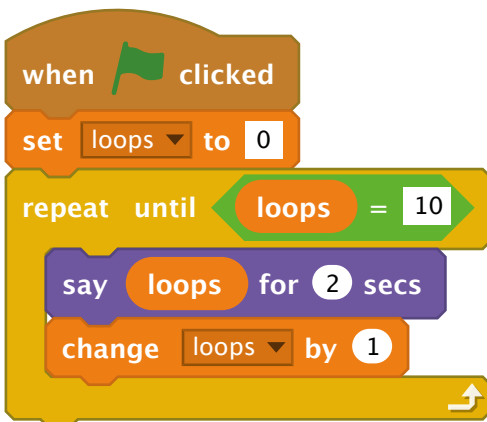 when clicked
set loops to 0
repeat until loops = 10
say loops for 2 secs
change loops by 1